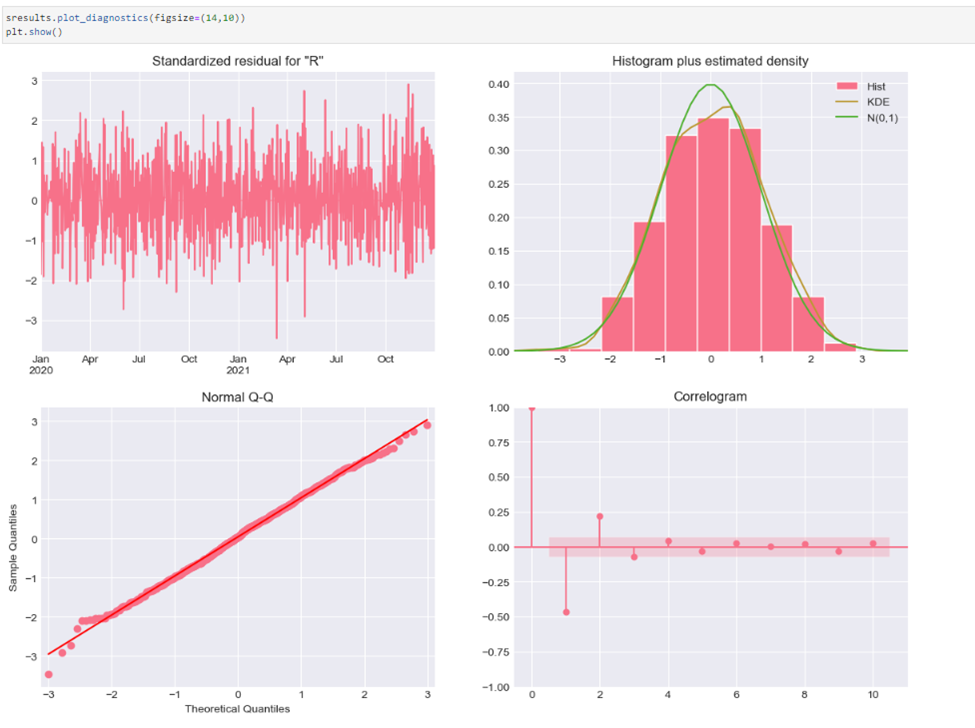 sresults.plot_diagnostics(figsize=(14,10))
plt.show()
Standardized residual for "R"
3
2
1
0
−1
−2
−3
Jan
2020
Apr
Jul
Oct
Jan
2021
Apr
Jul
Oct
Histogram plus estimated density
0.40
0.35
0.30
0.25
0.20
0.15
0.10
0.05
0.00
−3
−2
−1
0
1
2
3
Hist
KDE
N(0,1)
Normal Q-Q
Sample Quantiles
3
2
1
0
−1
−2
−3
−3
−2
−1
0
1
2
3
Theoretical Quantiles
Correlogram
1.00
0.75
0.50
0.25
0.00
−0.25
−0.50
−0.75
−1.00
0
2
4
6
8
10